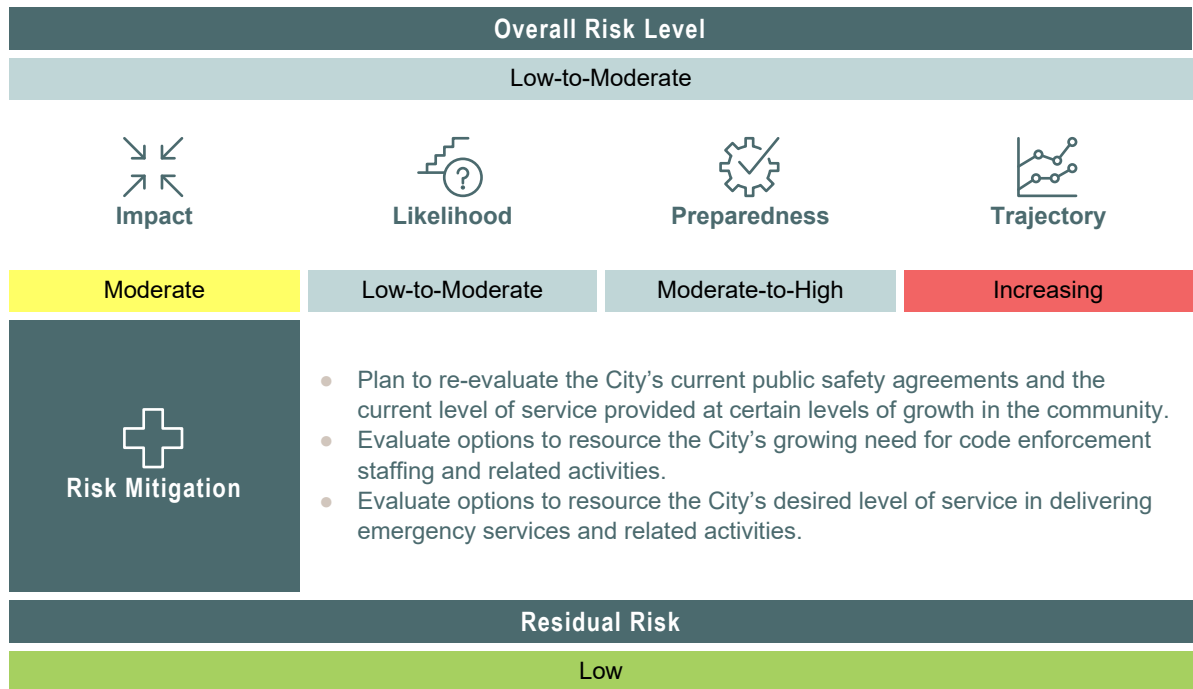 Overall Risk Level
Low-to-Moderate
?
Impact
Likelihood
Preparedness
Trajectory
Moderate
Low-to-Moderate
Moderate-to-High
Increasing
Risk Mitigation
● Plan to re-evaluate the City’s current public safety agreements and the
current level of service provided at certain levels of growth in the community.
● Evaluate options to resource the City’s growing need for code enforcement
staffing and related activities.
● Evaluate options to resource the City’s desired level of service in delivering
emergency services and related activities.
Residual Risk
Low